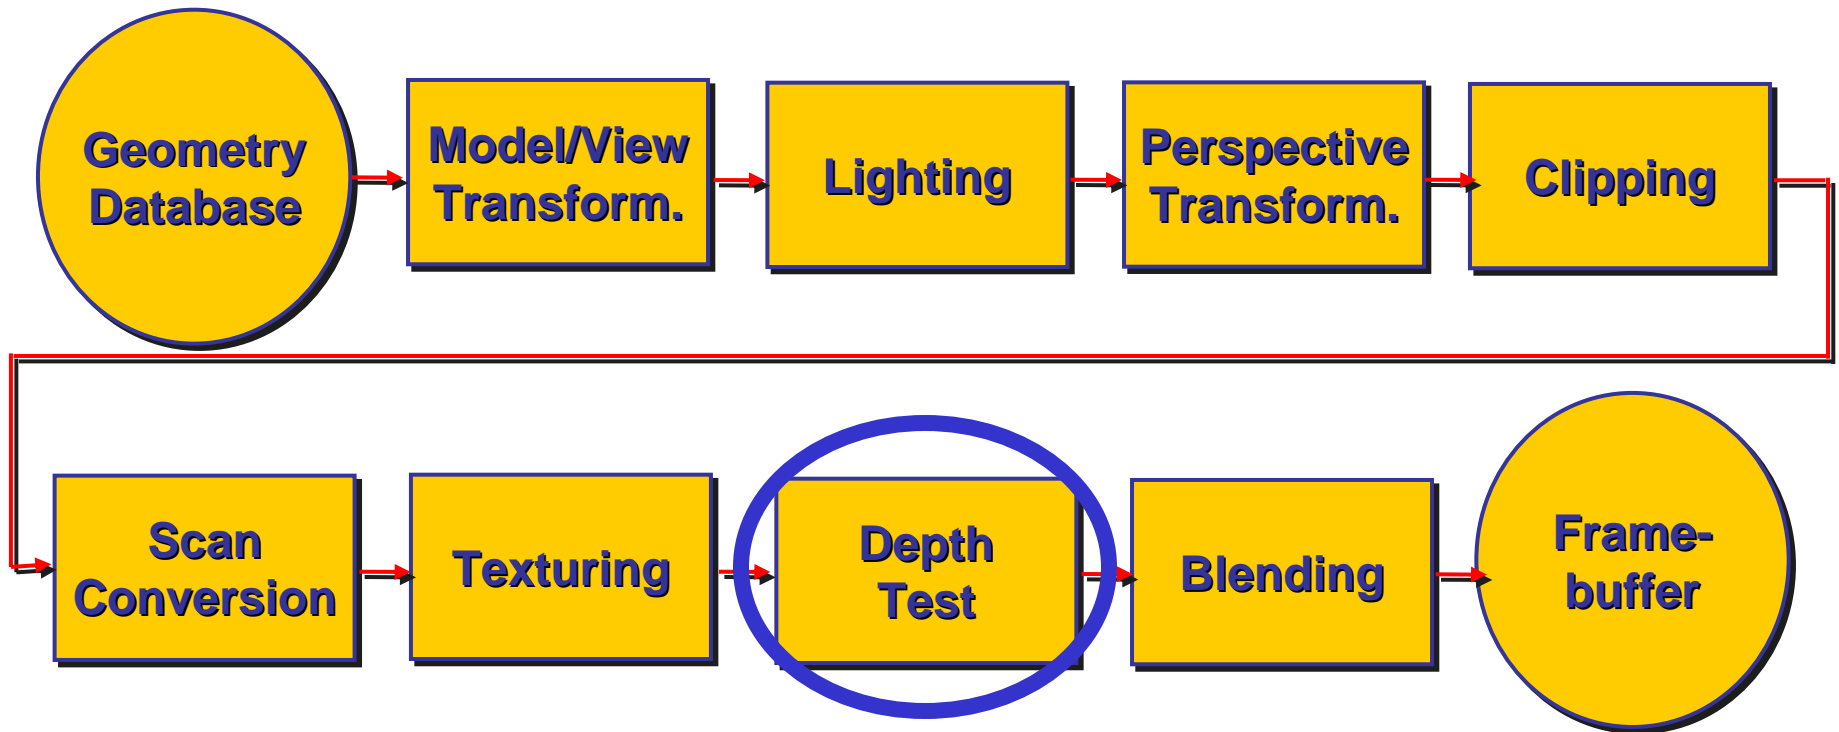 Geometry
Database
Model/View
Transform.
Lighting
Perspective
Transform.
Clipping
Scan
Conversion
Texturing
Depth
Test
Blending
Frame-
buffer